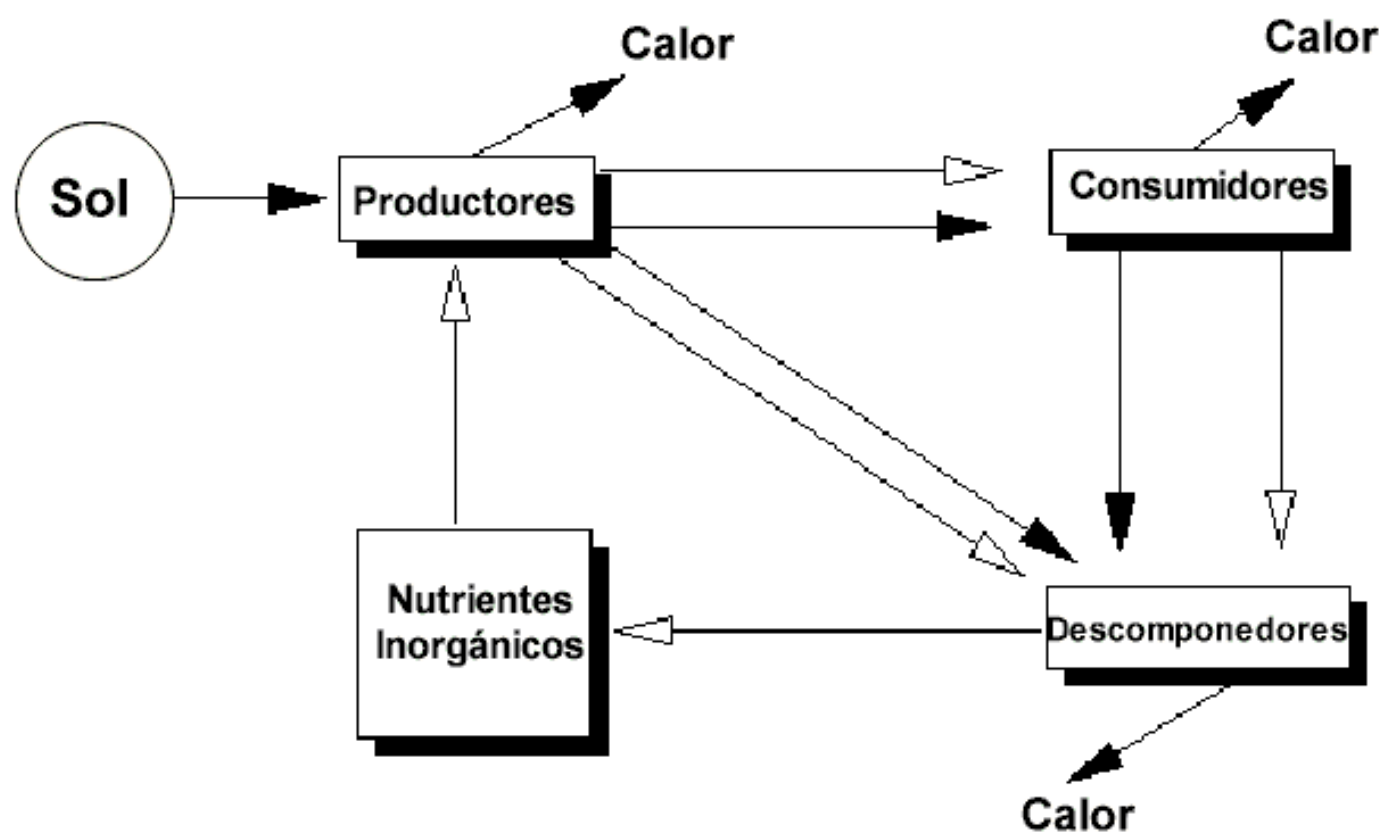 Calor
Calor
Sol
Productores
Consumidores
Nutrientes
Inorgánicos
Descomponedores
Calor